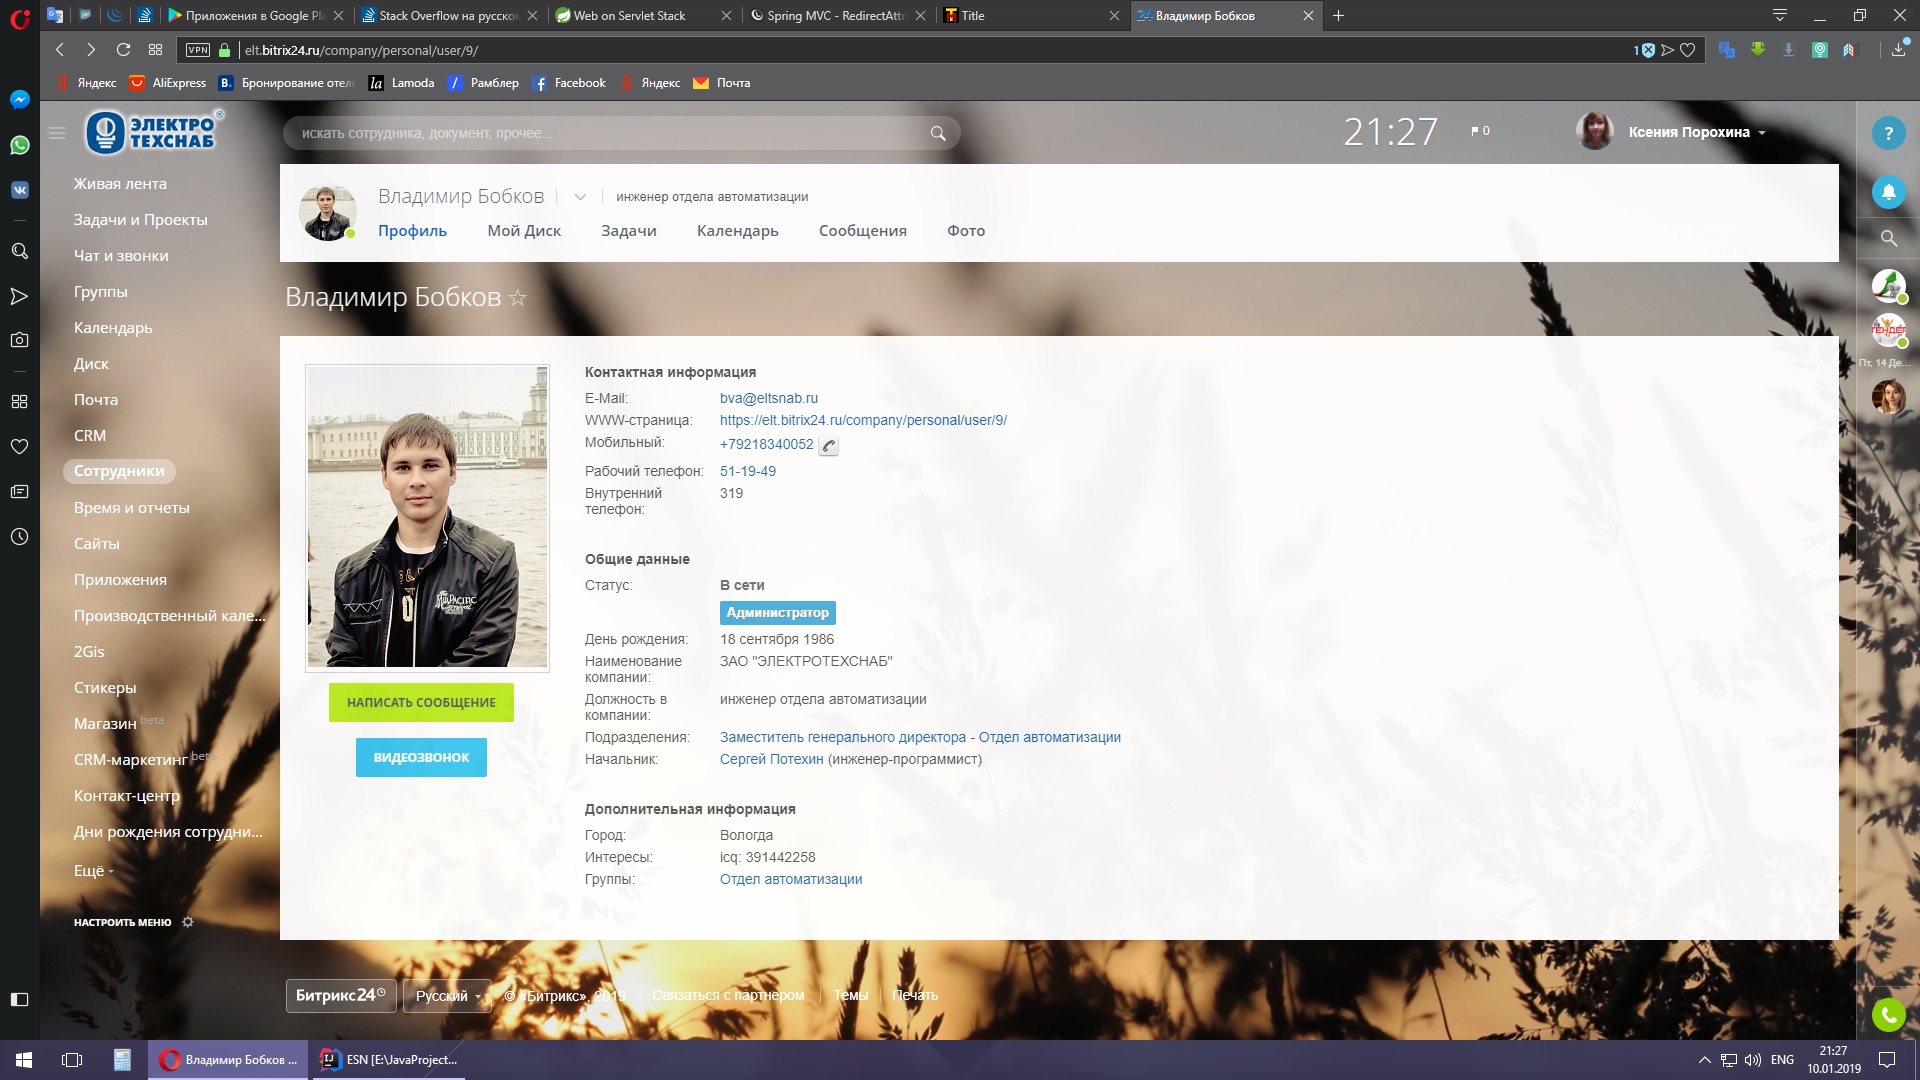 Приложения в Google Pla
Stack Overflow на русском
Web on Servlet Stack
Spring MVC - RedirectAttri
Title
Владимир Бобков
VPN
elt.bitrix24.ru/company/personal/user/9/
1
Яндекс
AliExpress
Бронирование отел
Lamoda
Рамблер
Facebook
Яндекс
Почта
ЭЛЕКТРО
ТЕХСНАБ
искать сотрудника, документ, прочее...
21:27
0
Ксения Порохина
Живая лента
Задачи и Проекты
Чат и звонки
Группы
Календарь
Диск
Почта
CRM
Сотрудники
Время и отчеты
Сайты
Приложения
Производственный кале...
2Gis
Стикеры
Магазин beta
CRM-маркетинг beta
Контакт-центр
Дни рождения сотрудни...
Ещё
НАСТРОИТЬ МЕНЮ
Владимир Бобков
инженер отдела автоматизации
Профиль
Мой Диск
Задачи
Календарь
Сообщения
Фото
Владимир Бобков
НАПИСАТЬ СООБЩЕНИЕ
ВИДЕОЗВОНОК
Контактная информация
E-Mail: bva@eltsnab.ru
WWW-страница: https://elt.bitrix24.ru/company/personal/user/9/
Мобильный: +79218340052
Рабочий телефон: 51-19-49
Внутренний телефон: 319
Общие данные
Статус: В сети
Администратор
День рождения: 18 сентября 1986
Наименование компании: ЗАО "ЭЛЕКТРОТЕХСНАБ"
Должность в компании: инженер отдела автоматизации
Подразделения: Заместитель генерального директора - Отдел автоматизации
Начальник: Сергей Потехин (инженер-программист)
Дополнительная информация
Город: Вологда
Интересы: icq: 391442258
Группы: Отдел автоматизации
?
ТЕНДЕР
Пт, 14 Де...
Битрикс24
Русский
© «Битрикс», 2019
Связаться с партнером
Темы
Печать
Владимир Бобков ...
ESN [E:\JavaProject...
ENG
21:27
10.01.2019